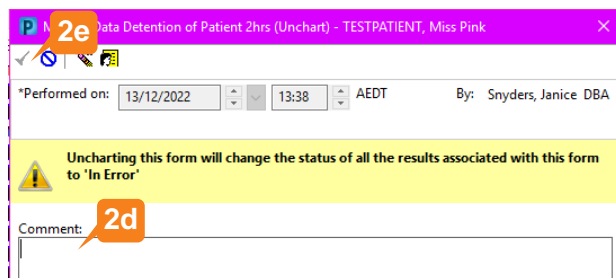 Data Detention of Patient 2hrs (Unchart) - TESTPATIENT, Miss Pink
2e
*Performed on: 13/12/2022 13:38 AEDT By: Snyders, Janice DBA
Uncharting this form will change the status of all the results associated with this form
to 'In Error'
2d
Comment: